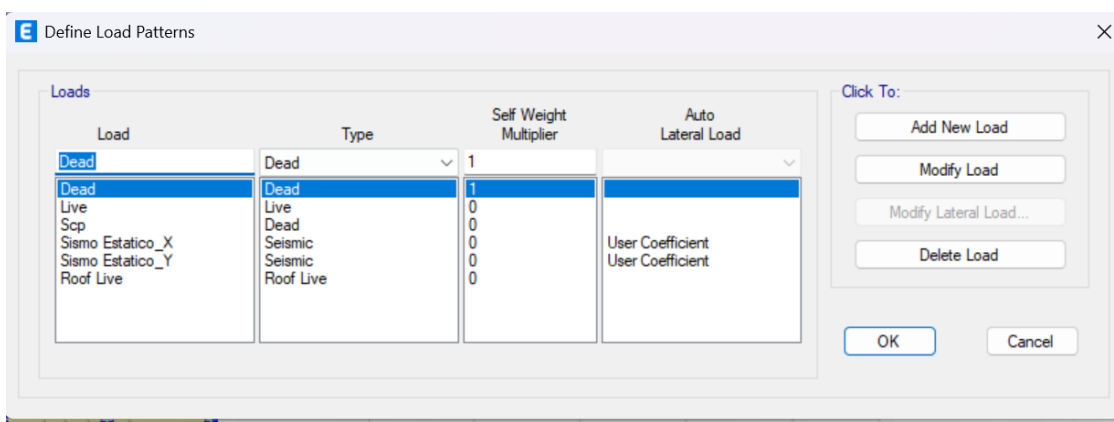 E Define Load Patterns
Loads
Load Type Self Weight Multiplier Auto Lateral Load
Dead Dead 1
Dead Dead 1
Live Live 0
Scp Dead 0
Sismo Estatico_X Seismic 0 User Coefficient
Sismo Estatico_Y Seismic 0 User Coefficient
Roof Live Roof Live 0
Click To:
Add New Load
Modify Load
Modify Lateral Load...
Delete Load
OK Cancel